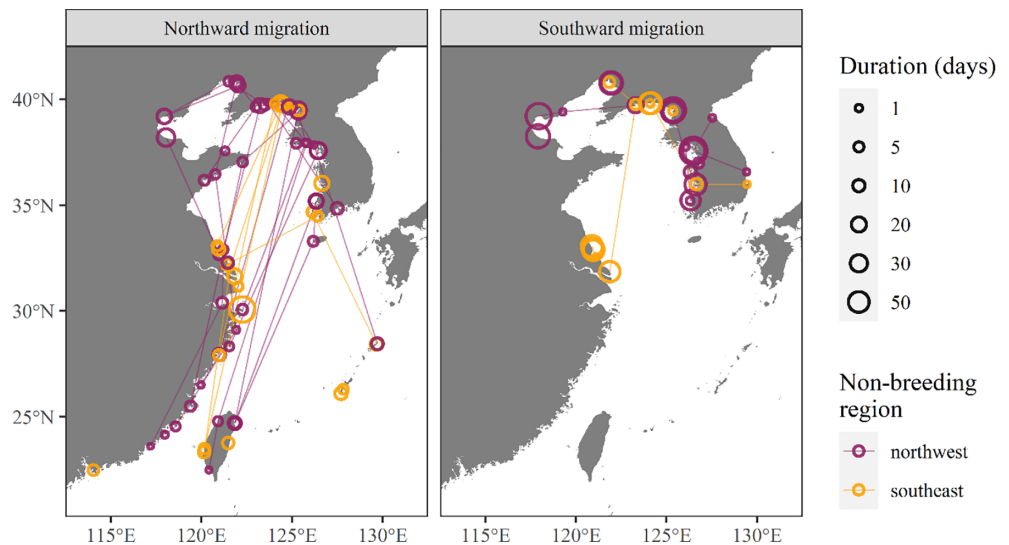 Northward migration
Southward migration
40°N
35°N
30°N
25°N
115°E
120°E
125°E
130°E
115°E
120°E
125°E
130°E
Duration (days)
1
5
10
20
30
50
Non-breeding
region
northwest
southeast